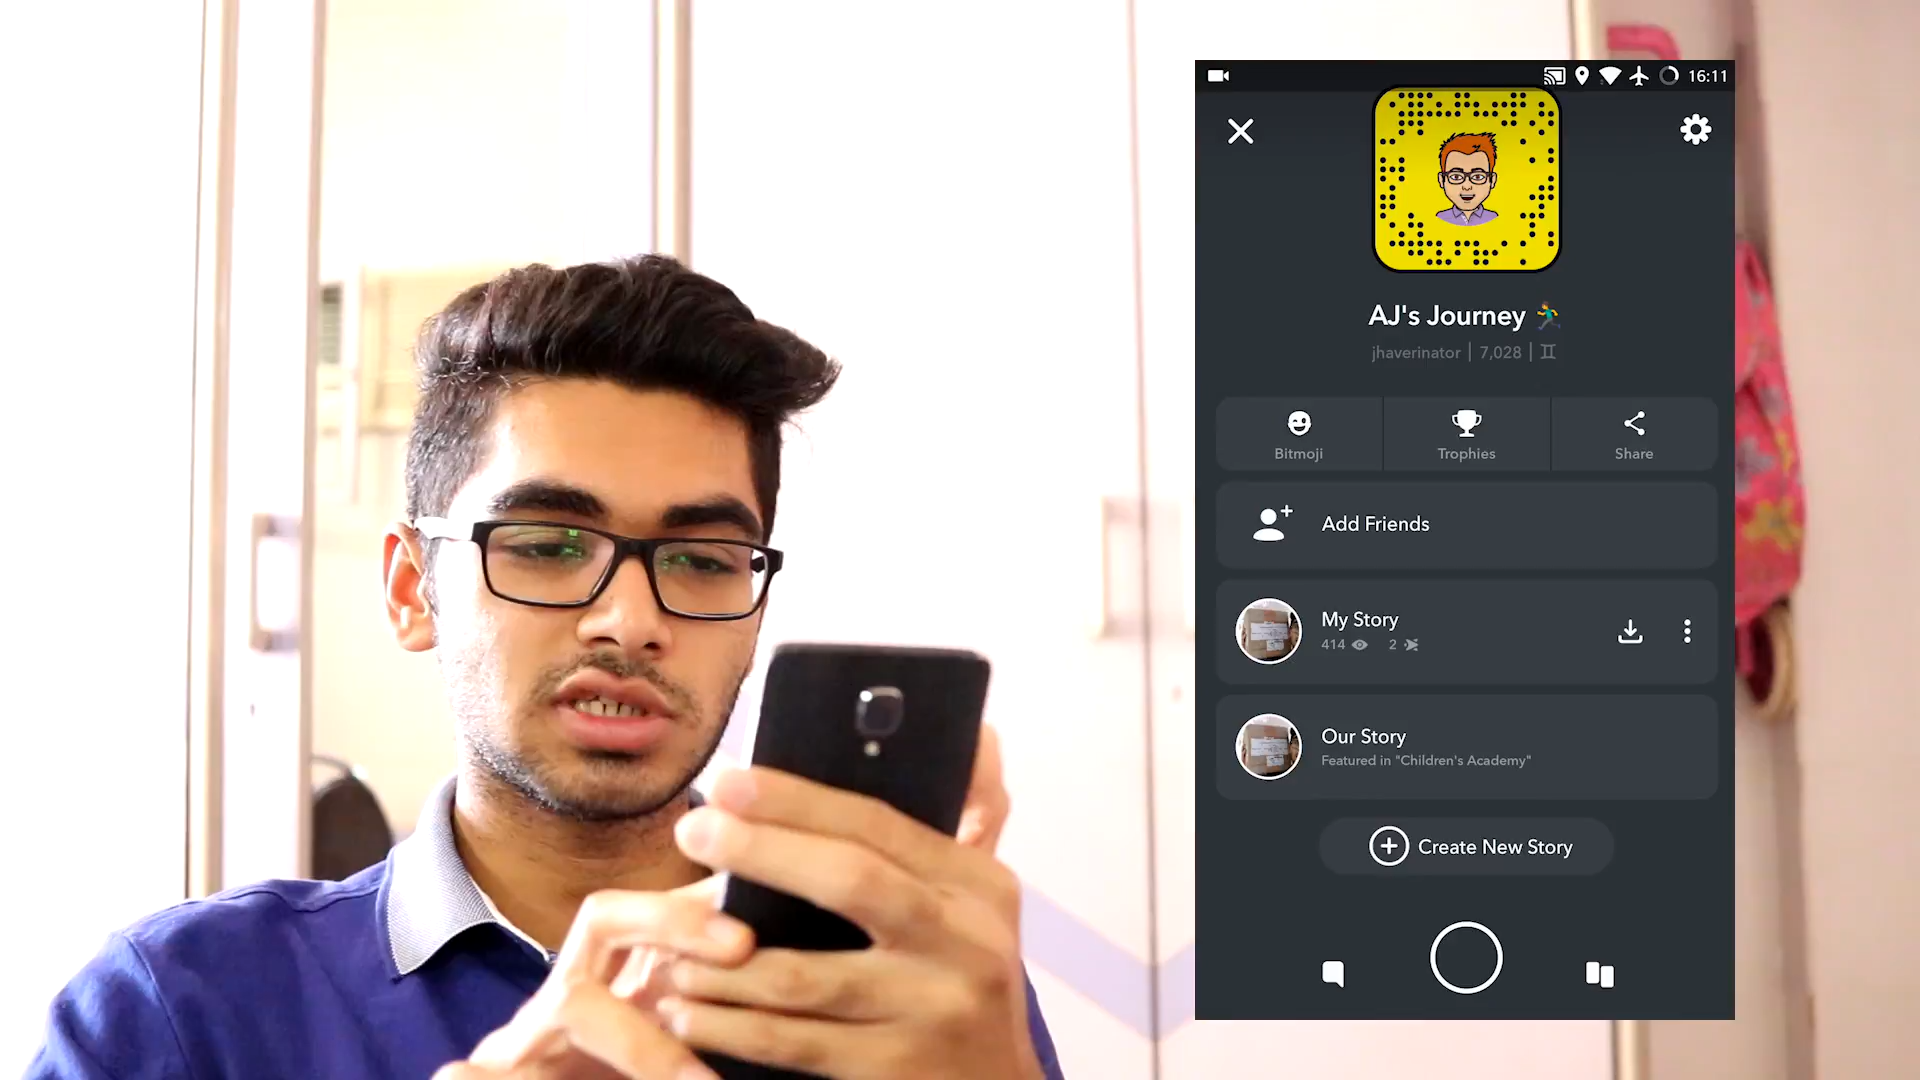 16:11
AJ's Journey 🏃‍♂️
jhaverinator | 7,028 | ♊
Bitmoji
Trophies
Share
Add Friends
My Story
414 2
Our Story
Featured in "Children's Academy"
Create New Story